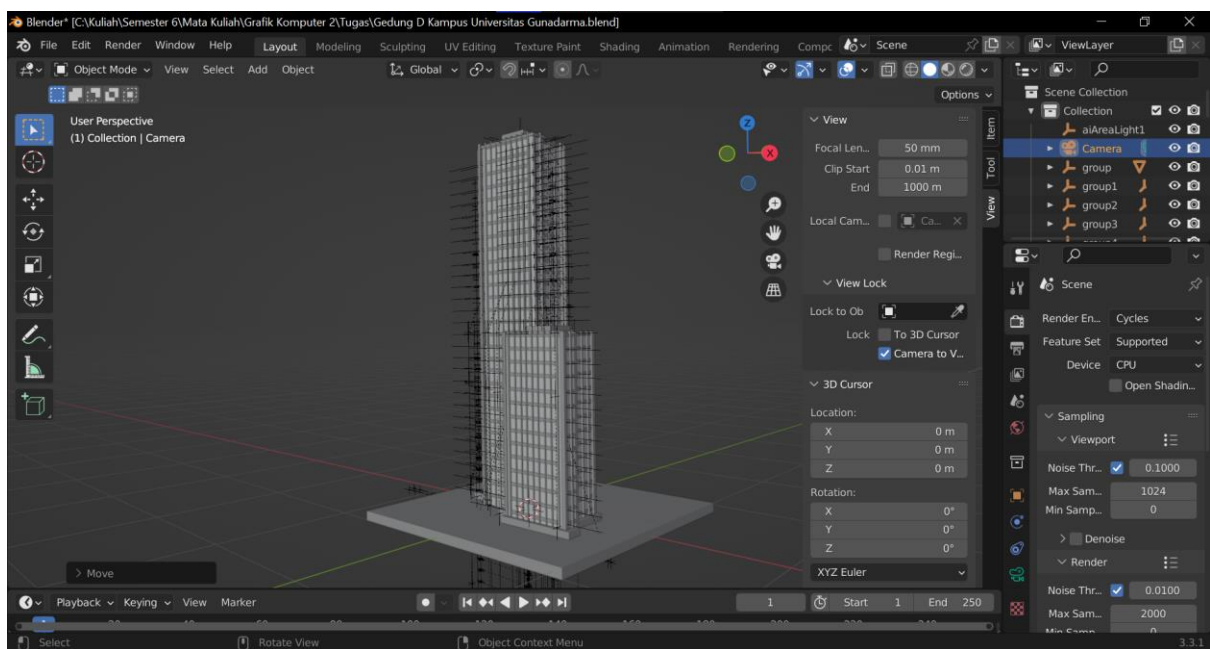 Blender* [C:\Kuliah\Semester 6\Mata Kuliah\Grafik Komputer 2\Tugas\Gedung D Kampus Universitas Gunadarma.blend]
File Edit Render Window Help Layout Modeling Sculpting UV Editing Texture Paint Shading Animation Rendering Compc Scene ViewLayer
Object Mode View Select Add Object Global
Options
User Perspective
(1) Collection | Camera
Z
X
View
Focal Len... 50 mm
Clip Start 0.01 m
End 1000 m
Local Cam... Ca...
Render Regi...
View Lock
Lock to Ob
Lock To 3D Cursor
Camera to V...
3D Cursor
Location:
X 0 m
Y 0 m
Z 0 m
Rotation:
X 0°
Y 0°
Z 0°
XYZ Euler
Item
Tool
View
Scene Collection
Collection
aiAreaLight1
Camera
group
group1
group2
group3
Scene
Render En... Cycles
Feature Set Supported
Device CPU
Open Shadin...
Sampling
Viewport
Noise Thr... 0.1000
Max Sam... 1024
Min Samp... 0
Denoise
Render
Noise Thr... 0.0100
Max Sam... 2000
Move
Playback Keying View Marker 1 Start 1 End 250
Select Rotate View Object Context Menu 3.3.1